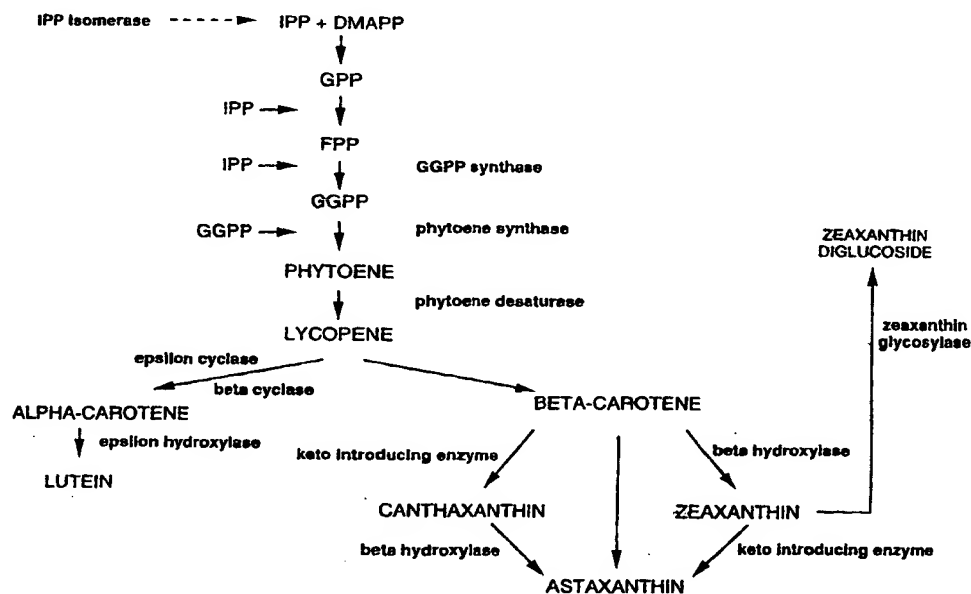 IPP Isomerase
IPP + DMAPP
GPP
IPP
FPP
IPP
GGPP synthase
GGPP
GGPP
phytoene synthase
ZEAXANTHIN
DIGLUCOSIDE
PHYTOENE
phytoene desaturase
LYCOPENE
zeaxanthin
glycosylase
epsilon cyclase
beta cyclase
ALPHA-CAROTENE
BETA-CAROTENE
epsilon hydroxylase
keto introducing enzyme
beta hydroxylase
LUTEIN
CANTHAXANTHIN
ZEAXANTHIN
beta hydroxylase
keto introducing enzyme
ASTAXANTHIN